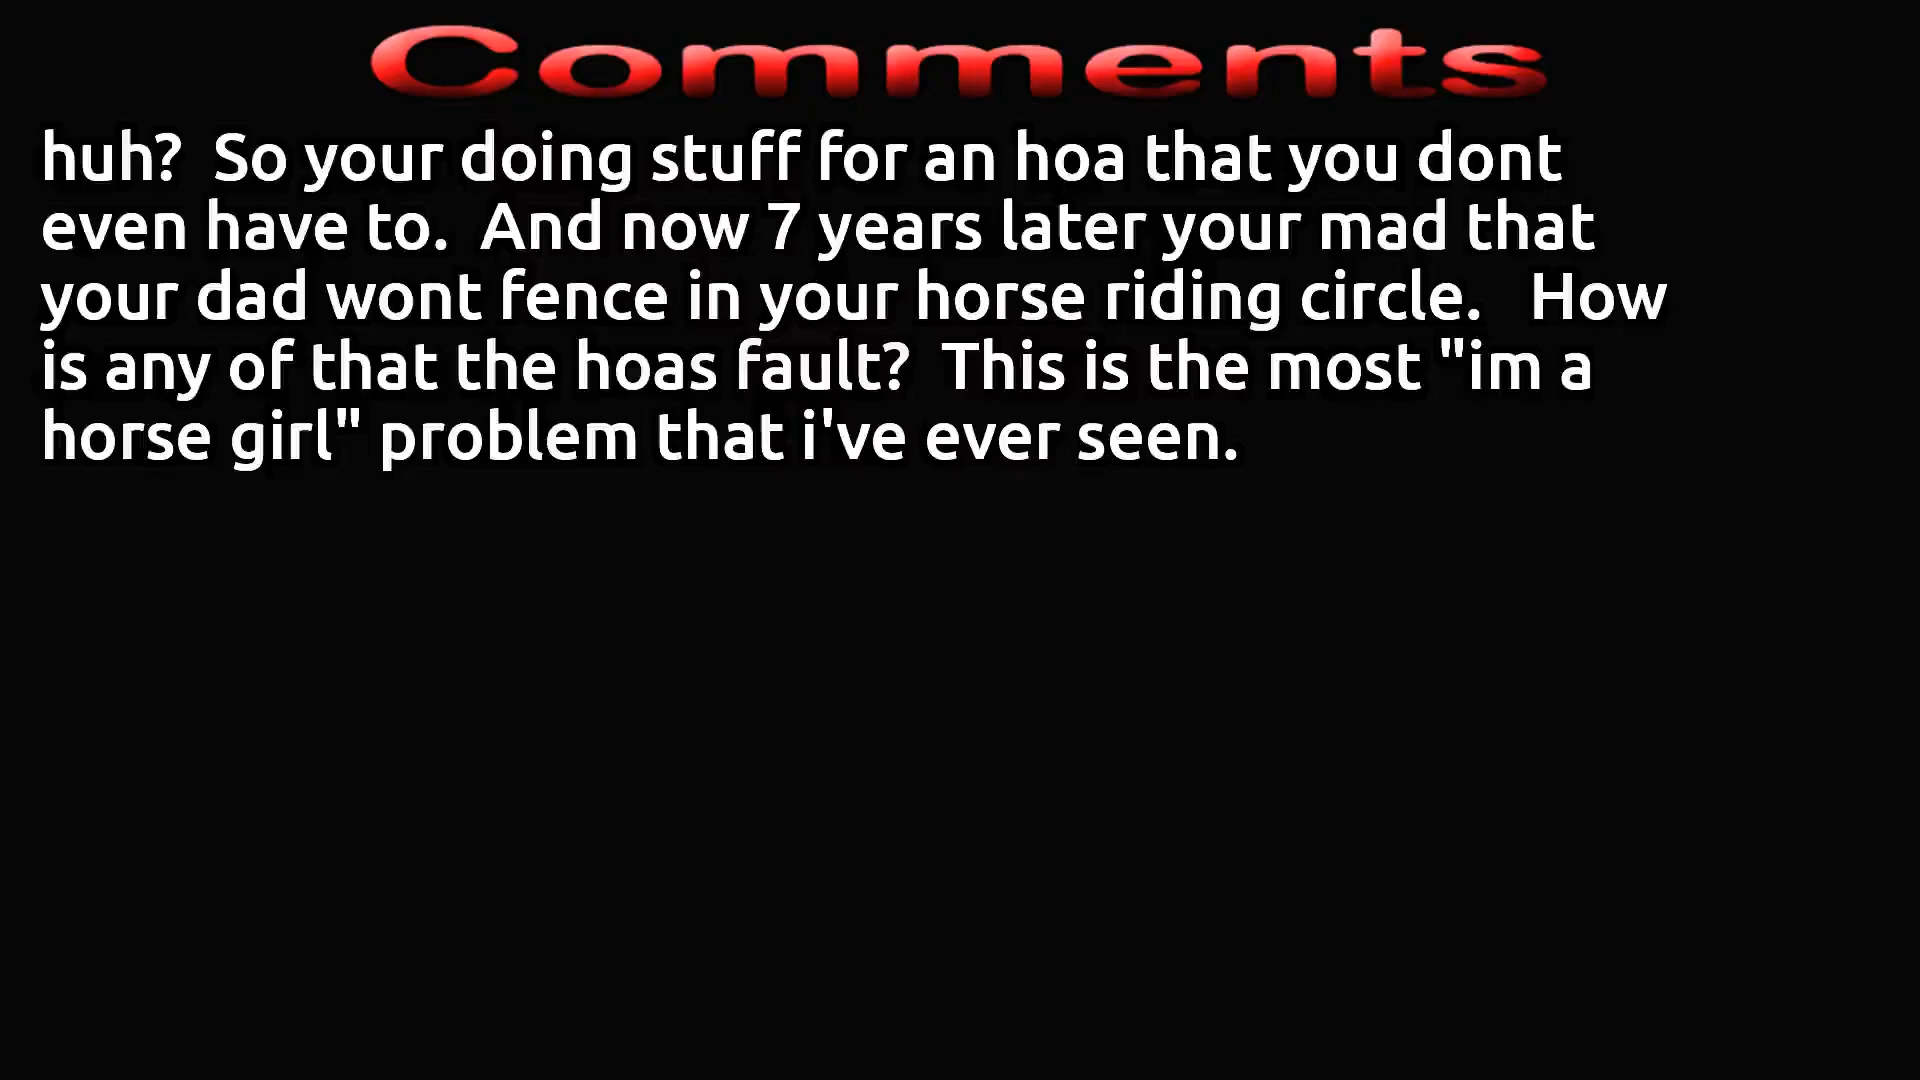 Comments
huh?  So your doing stuff for an hoa that you dont
even have to.  And now 7 years later your mad that
your dad wont fence in your horse riding circle.   How
is any of that the hoas fault?  This is the most "im a
horse girl" problem that i've ever seen.